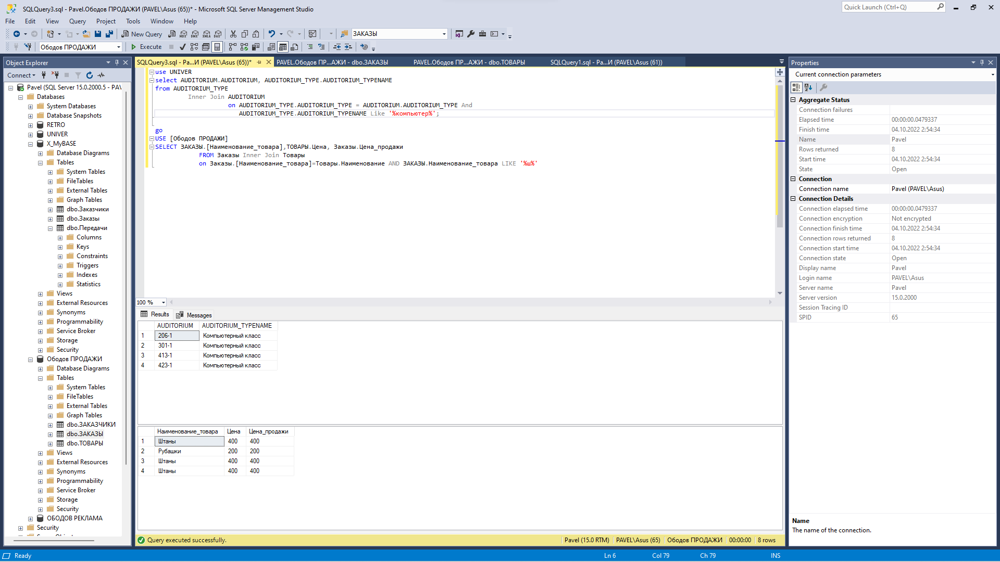 SQLQuery3.sql - Pavel.Ободов ПРОДАЖИ (PAVEL\Asus (65))* - Microsoft SQL Server Management Studio
Quick Launch (Ctrl+Q)
File Edit View Query Project Tools Window Help
New Query MDX DMX XMLA DAX ЗАКАЗЫ
Ободов ПРОДАЖИ Execute
Object Explorer
Connect
Pavel (SQL Server 15.0.2000.5 - PAV
Databases
System Databases
Database Snapshots
RETRO
UNIVER
X_MyBASE
Database Diagrams
Tables
System Tables
FileTables
External Tables
Graph Tables
dbo.Заказчики
dbo.Заказы
dbo.Передачи
Columns
Keys
Constraints
Triggers
Indexes
Statistics
Views
External Resources
Synonyms
Programmability
Service Broker
Storage
Security
Ободов ПРОДАЖИ
Database Diagrams
Tables
System Tables
FileTables
External Tables
Graph Tables
dbo.ЗАКАЗЧИКИ
dbo.ЗАКАЗЫ
dbo.ТОВАРЫ
Views
External Resources
Synonyms
Programmability
Service Broker
Storage
Security
ОБОДОВ РЕКЛАМА
Security
SQLQuery3.sql - Pa...И (PAVEL\Asus (65))* PAVEL.Ободов ПР...АЖИ - dbo.ЗАКАЗЫ PAVEL.Ободов ПР...АЖИ - dbo.ТОВАРЫ SQLQuery1.sql - Pa...И (PAVEL\Asus (61))
use UNIVER
select AUDITORIUM.AUDITORIUM, AUDITORIUM_TYPE.AUDITORIUM_TYPENAME
from AUDITORIUM_TYPE
Inner Join AUDITORIUM
on AUDITORIUM_TYPE.AUDITORIUM_TYPE = AUDITORIUM.AUDITORIUM_TYPE And
AUDITORIUM_TYPE.AUDITORIUM_TYPENAME Like '%компьютер%';
go
USE [Ободов ПРОДАЖИ]
SELECT ЗАКАЗЫ.[Наименование_товара],ТОВАРЫ.Цена, Заказы.Цена_продажи
FROM Заказы Inner Join Товары
on Заказы.[Наименование_товара]=Товары.Наименование AND ЗАКАЗЫ.Наименование_товара LIKE '%ш%'
100 %
Results Messages
AUDITORIUM AUDITORIUM_TYPENAME
1 206-1 Компьютерный класс
2 301-1 Компьютерный класс
3 413-1 Компьютерный класс
4 423-1 Компьютерный класс
Наименование_товара Цена Цена_продажи
1 Штаны 400 400
2 Рубашки 200 200
3 Штаны 400 400
4 Штаны 400 400
Query executed successfully. Pavel (15.0 RTM) PAVEL\Asus (65) Ободов ПРОДАЖИ 00:00:00 8 rows
Properties
Current connection parameters
Aggregate Status
Connection failures
Elapsed time 00:00:00.0479337
Finish time 04.10.2022 2:54:34
Name Pavel
Rows returned 8
Start time 04.10.2022 2:54:34
State Open
Connection
Connection name Pavel (PAVEL\Asus)
Connection Details
Connection elapsed time 00:00:00.0479337
Connection encryption Not encrypted
Connection finish time 04.10.2022 2:54:34
Connection rows returned 8
Connection start time 04.10.2022 2:54:34
Connection state Open
Display name Pavel
Login name PAVEL\Asus
Server name Pavel
Server version 15.0.2000
Session Tracing ID
SPID 65
Name
The name of the connection.
Ready Ln 6 Col 79 Ch 79 INS